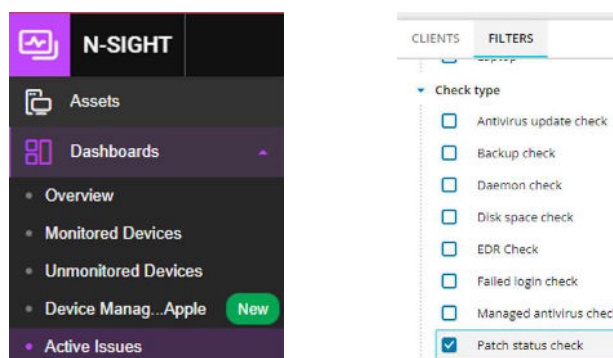 N-SIGHT
Assets
Dashboards
Overview
Monitored Devices
Unmonitored Devices
Device Manag...Apple New
Active Issues
CLIENTS FILTERS
Check type
Antivirus update check
Backup check
Daemon check
Disk space check
EDR Check
Failed login check
Managed antivirus chec
Patch status check